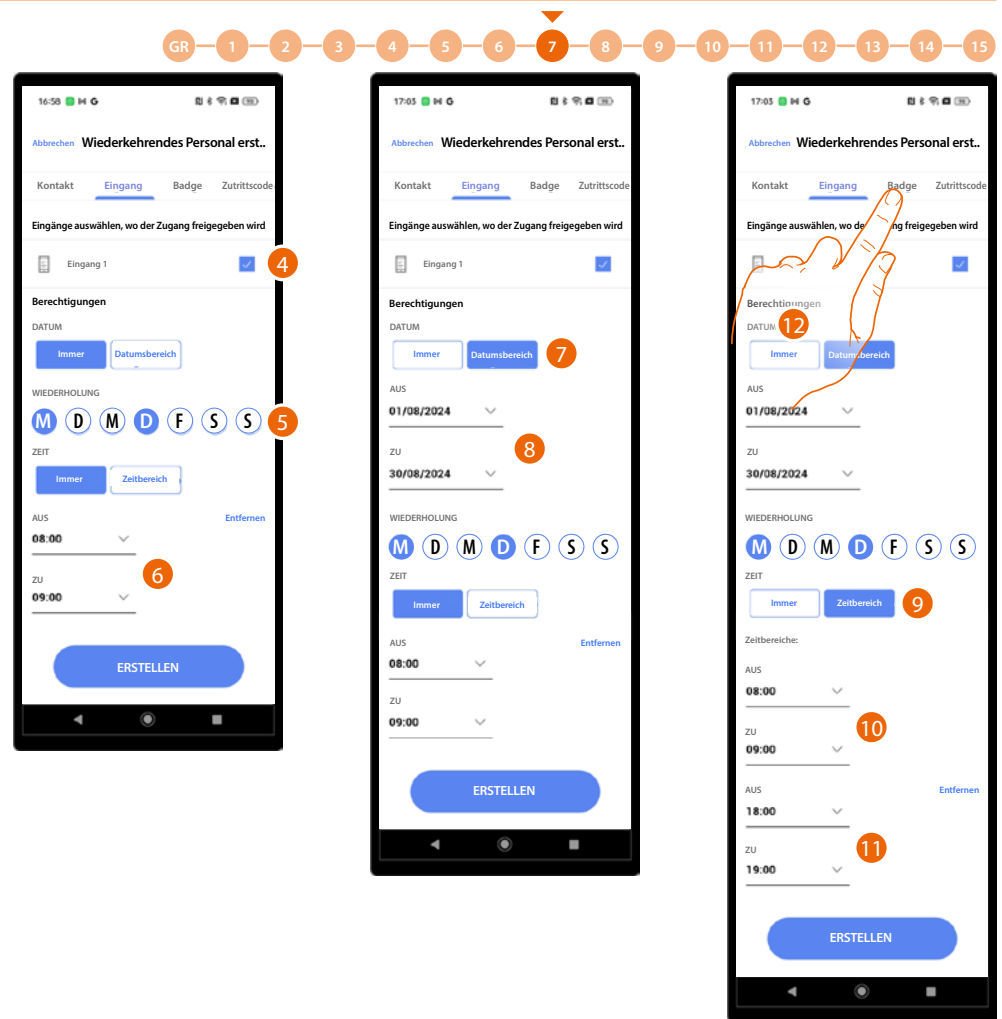 GR 1 2 3 4 5 6 7 8 9 10 11 12 13 14 15
16:58 G 98
Abbrechen Wiederkehrendes Personal erst..
Kontakt Eingang Badge Zutrittscode
Eingänge auswählen, wo der Zugang freigegeben wird
Eingang 1
4
Berechtigungen
DATUM
Immer Datumsbereich
WIEDERHOLUNG
M D M D F S S
5
ZEIT
Immer Zeitbereich
AUS Entfernen
08:00
6
ZU
09:00
ERSTELLEN
17:03 G 98
Abbrechen Wiederkehrendes Personal erst..
Kontakt Eingang Badge Zutrittscode
Eingänge auswählen, wo der Zugang freigegeben wird
Eingang 1
Berechtigungen
DATUM
Immer Datumsbereich
7
AUS
01/08/2024
8
ZU
30/08/2024
WIEDERHOLUNG
M D M D F S S
ZEIT
Immer Zeitbereich
AUS Entfernen
08:00
ZU
09:00
ERSTELLEN
17:03 G 98
Abbrechen Wiederkehrendes Personal erst..
Kontakt Eingang Badge Zutrittscode
Eingänge auswählen, wo de ng freigegeben wird
Berechtigungen
DATUM
12
Immer Datumsbereich
AUS
01/08/2024
ZU
30/08/2024
WIEDERHOLUNG
M D M D F S S
ZEIT
Immer Zeitbereich
9
Zeitbereiche:
AUS
08:00
10
ZU
09:00
AUS Entfernen
18:00
11
ZU
19:00
ERSTELLEN